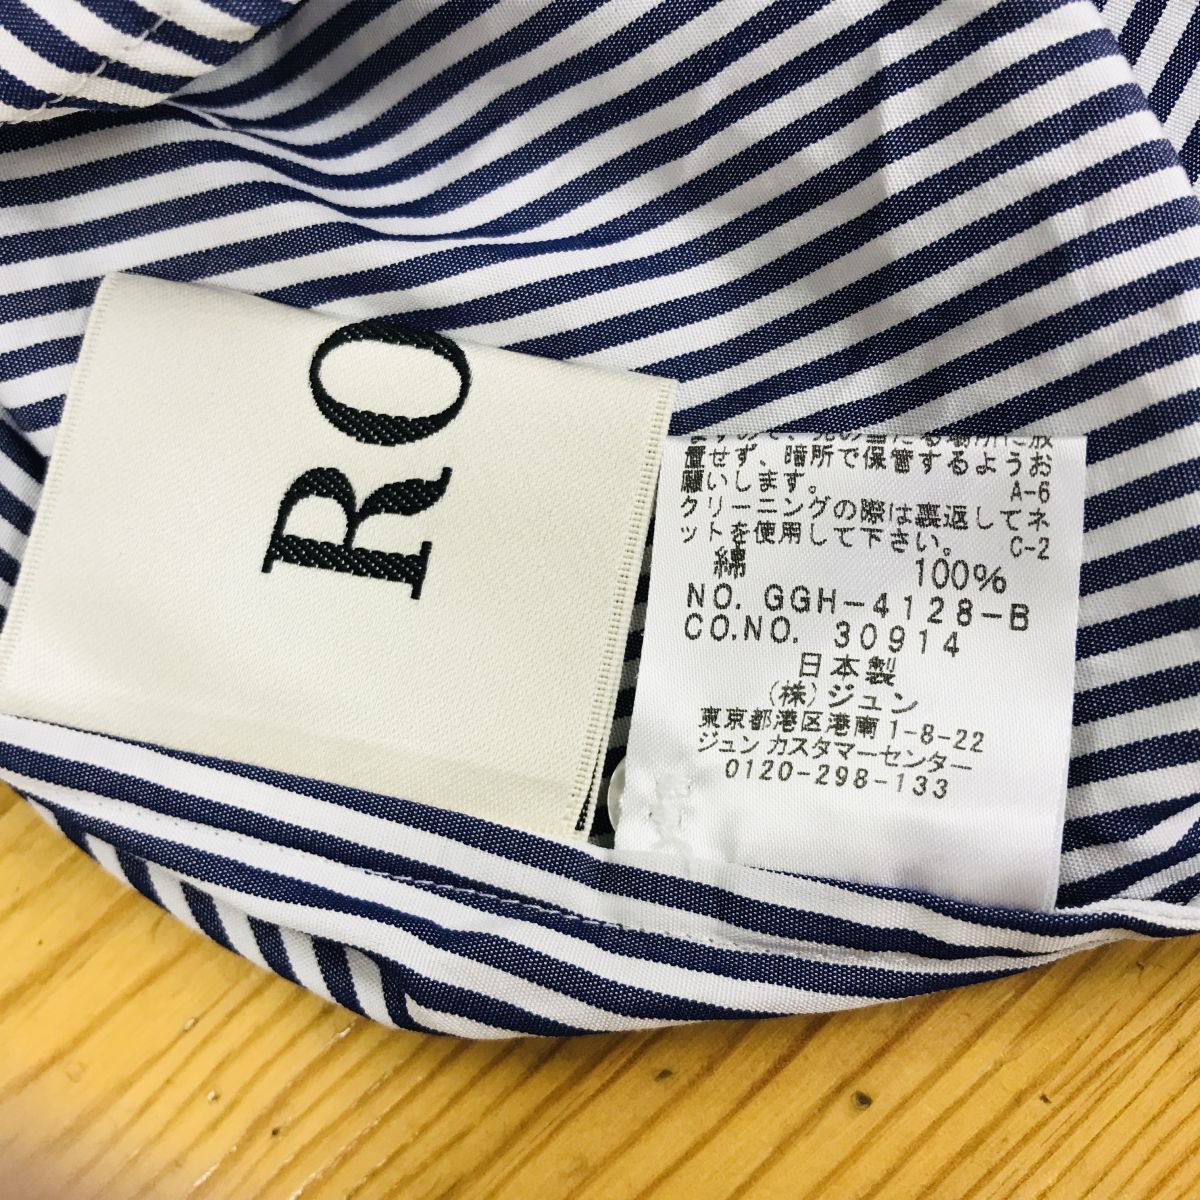 RO
置せず、暗所で保管するようお
願いします。 A-6
クリーニングの際は裏返してネ
ットを使用して下さい。 C-2
綿 100%
NO. GGH-4128-B
CO.NO. 30914
日本製
(株)ジュン
東京都港区港南1-8-22
ジュン カスタマーセンター
0120-298-133